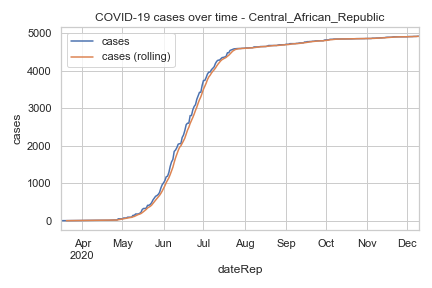 COVID-19 cases over time - Central_African_Republic
cases
cases (rolling)
5000
4000
3000
2000
1000
0
cases
Apr May Jun Jul Aug Sep Oct Nov Dec
2020
dateRep